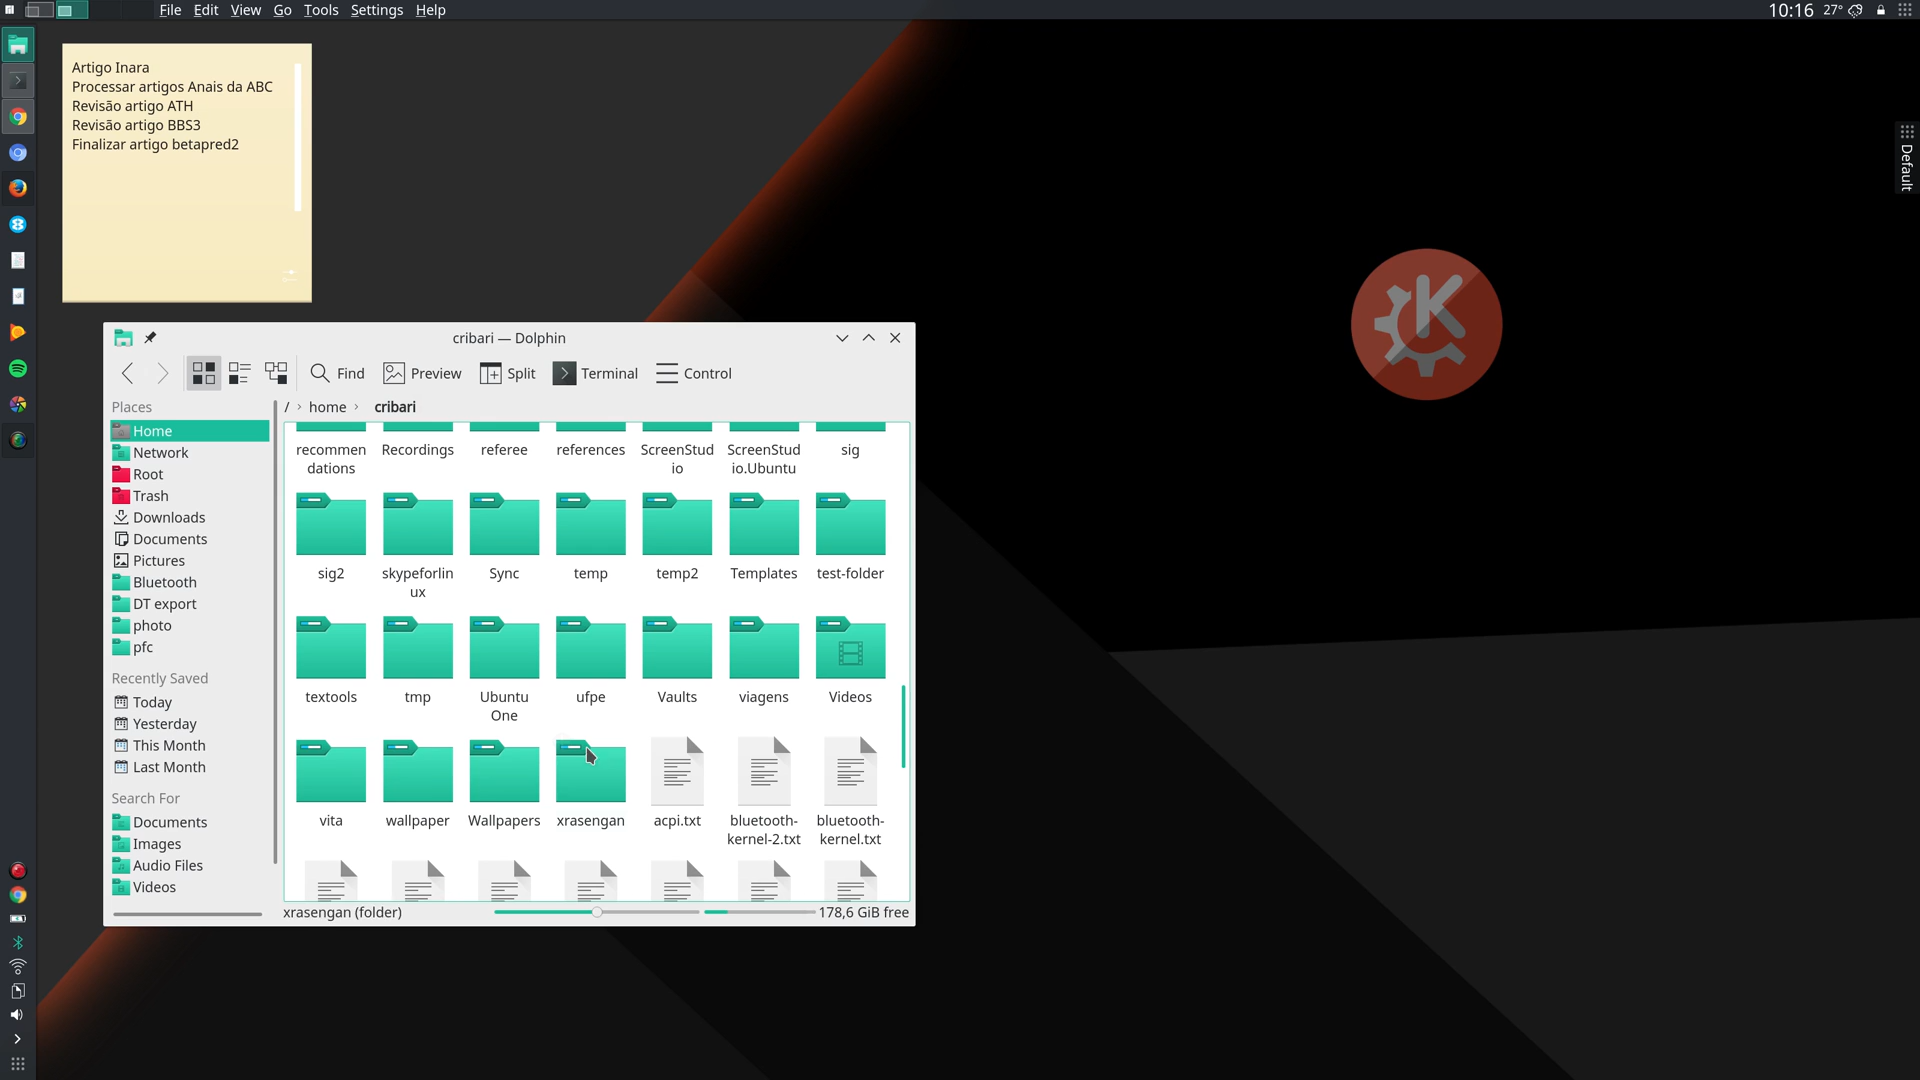 File Edit View Go Tools Settings Help
10:16 27°
Artigo Inara
Processar artigos Anais da ABC
Revisão artigo ATH
Revisão artigo BBS3
Finalizar artigo betapred2
Default
cribari — Dolphin
Find Preview Split Terminal Control
Places
Home
Network
Root
Trash
Downloads
Documents
Pictures
Bluetooth
DT export
photo
pfc
Recently Saved
Today
Yesterday
This Month
Last Month
Search For
Documents
Images
Audio Files
Videos
/ > home > cribari
recommen Recordings referee references ScreenStud ScreenStud sig
dations io io.Ubuntu
sig2 skypeforlin Sync temp temp2 Templates test-folder
ux
textools tmp Ubuntu ufpe Vaults viagens Videos
One
vita wallpaper Wallpapers xrasengan acpi.txt bluetooth- bluetooth-
kernel-2.txt kernel.txt
xrasengan (folder) 178,6 GiB free